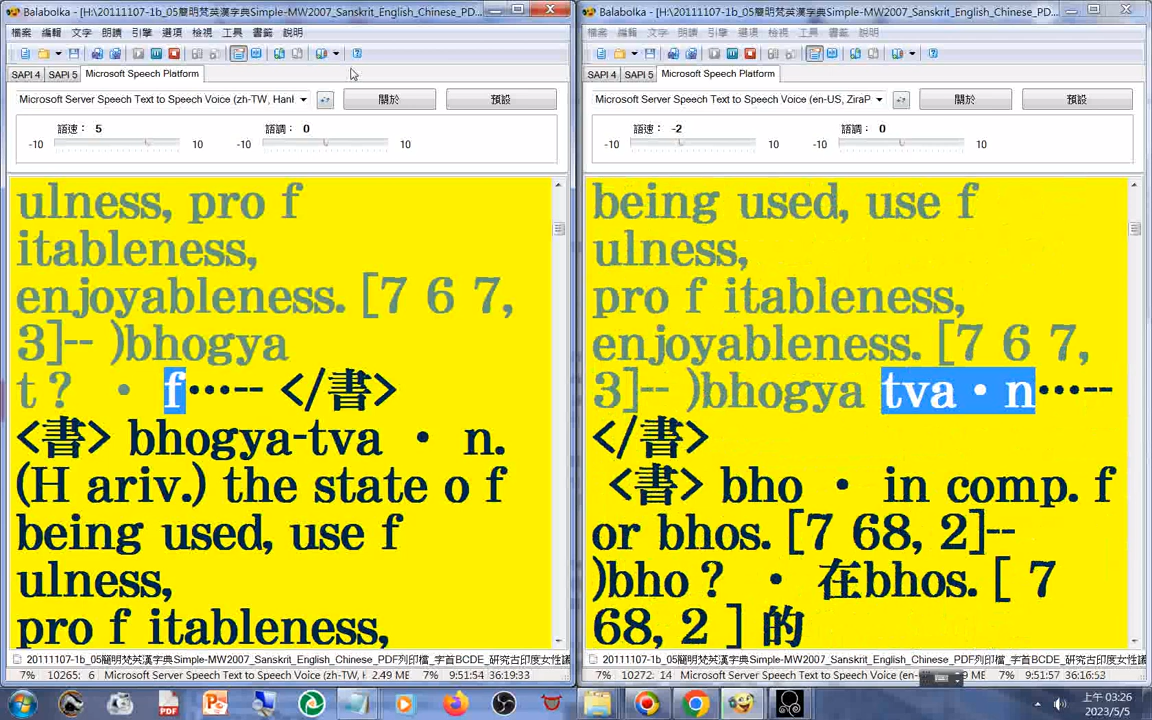 Balabolka - [H:\20111107-1b_05簡明梵英漢字典Simple-MW2007_Sanskrit_English_Chinese_PD...
檔案 編輯 文字 朗讀 引擎 選項 檢視 工具 書籤 說明
SAPI 4 SAPI 5 Microsoft Speech Platform
Microsoft Server Speech Text to Speech Voice (zh-TW, HanH
關於
預設
語速： 5
語調： 0
-10 10 -10 10
ulness, pro f
itableness,
enjoyableness. [7 6 7,
3]-- )bhogya
t？ • f…-- </書>
<書> bhogya-tva • n.
(H ariv.) the state o f
being used, use f
ulness,
pro f itableness,
20111107-1b_05簡明梵英漢字典Simple-MW2007_Sanskrit_English_Chinese_PDF列印檔_字首BCDE_研究古印度女性議
7% 10265: 6 Microsoft Server Speech Text to Speech Voice (zh-TW, H 2.49 ME 7% 9:51:54 36:19:33
Balabolka - [H:\20111107-1b_05簡明梵英漢字典Simple-MW2007_Sanskrit_English_Chinese_PD...
檔案 編輯 文字 朗讀 引擎 選項 檢視 工具 書籤 說明
SAPI 4 SAPI 5 Microsoft Speech Platform
Microsoft Server Speech Text to Speech Voice (en-US, ZiraP
關於
預設
語速： -2
語調： 0
-10 10 -10 10
being used, use f
ulness,
pro f itableness,
enjoyableness. [7 6 7,
3]-- )bhogya tva•n…--
</書>
<書> bho • in comp. f
or bhos. [7 68, 2]--
)bho？ • 在bhos. [ 7
68, 2 ] 的
20111107-1b_05簡明梵英漢字典Simple-MW2007_Sanskrit_English_Chinese_PDF列印檔_字首BCDE_研究古印度女性議
7% 10272: 14 Microsoft Server Speech Text to Speech Voice (en-US, 9 ME 7% 9:51:57 36:16:53
上午 03:26
2023/5/5